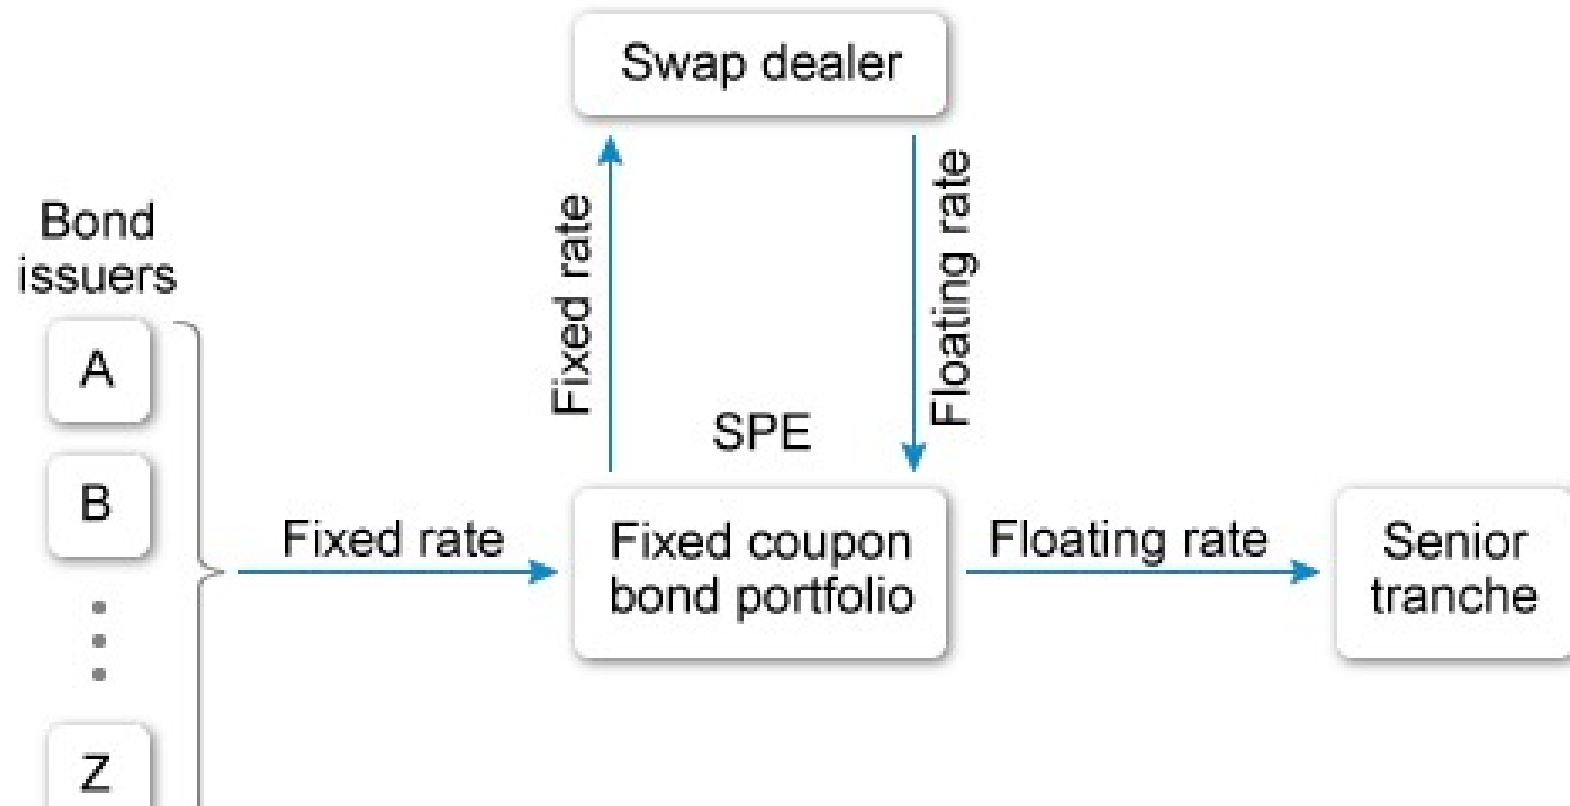 Swap dealer
Bond
issuers
Fixed rate
Floating rate
A
SPE
B
Fixed rate
Fixed coupon
bond portfolio
Floating rate
Senior
tranche
Z